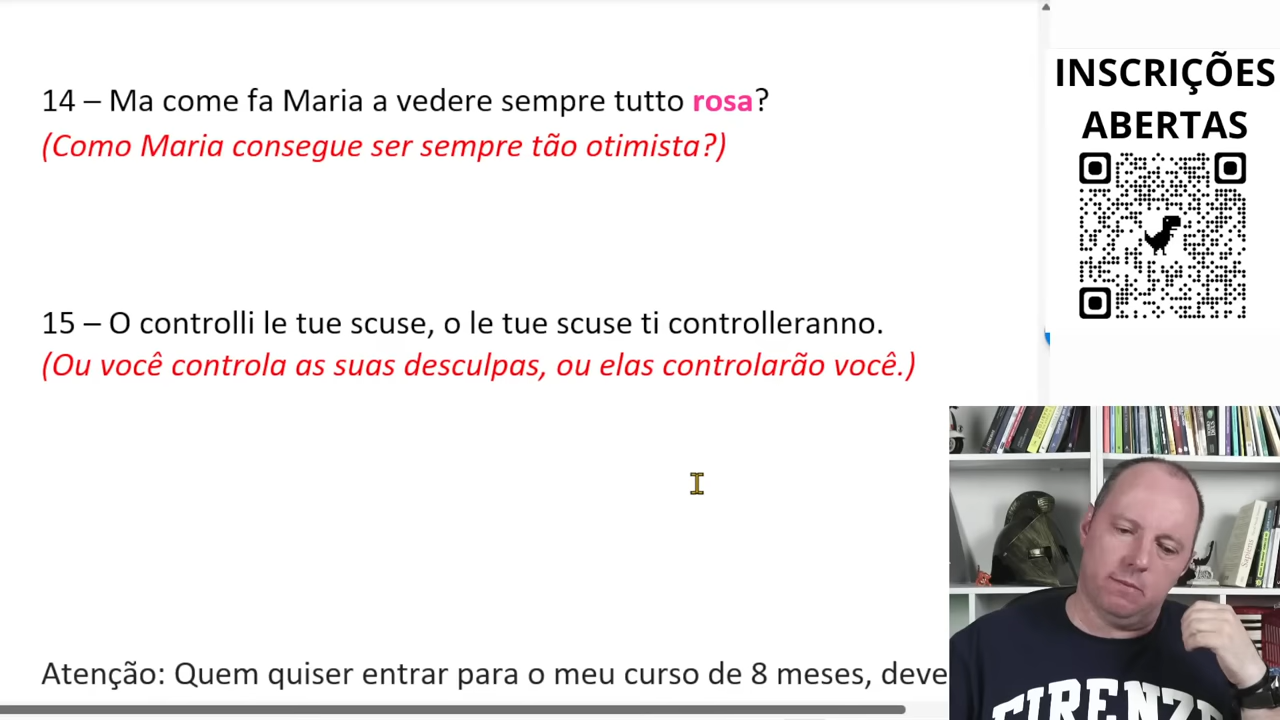 14 – Ma come fa Maria a vedere sempre tutto rosa?
(Como Maria consegue ser sempre tão otimista?)
15 – O controlli le tue scuse, o le tue scuse ti controlleranno.
(Ou você controla as suas desculpas, ou elas controlarão você.)
Atenção: Quem quiser entrar para o meu curso de 8 meses, deve
INSCRIÇÕES
ABERTAS
FIRENZE